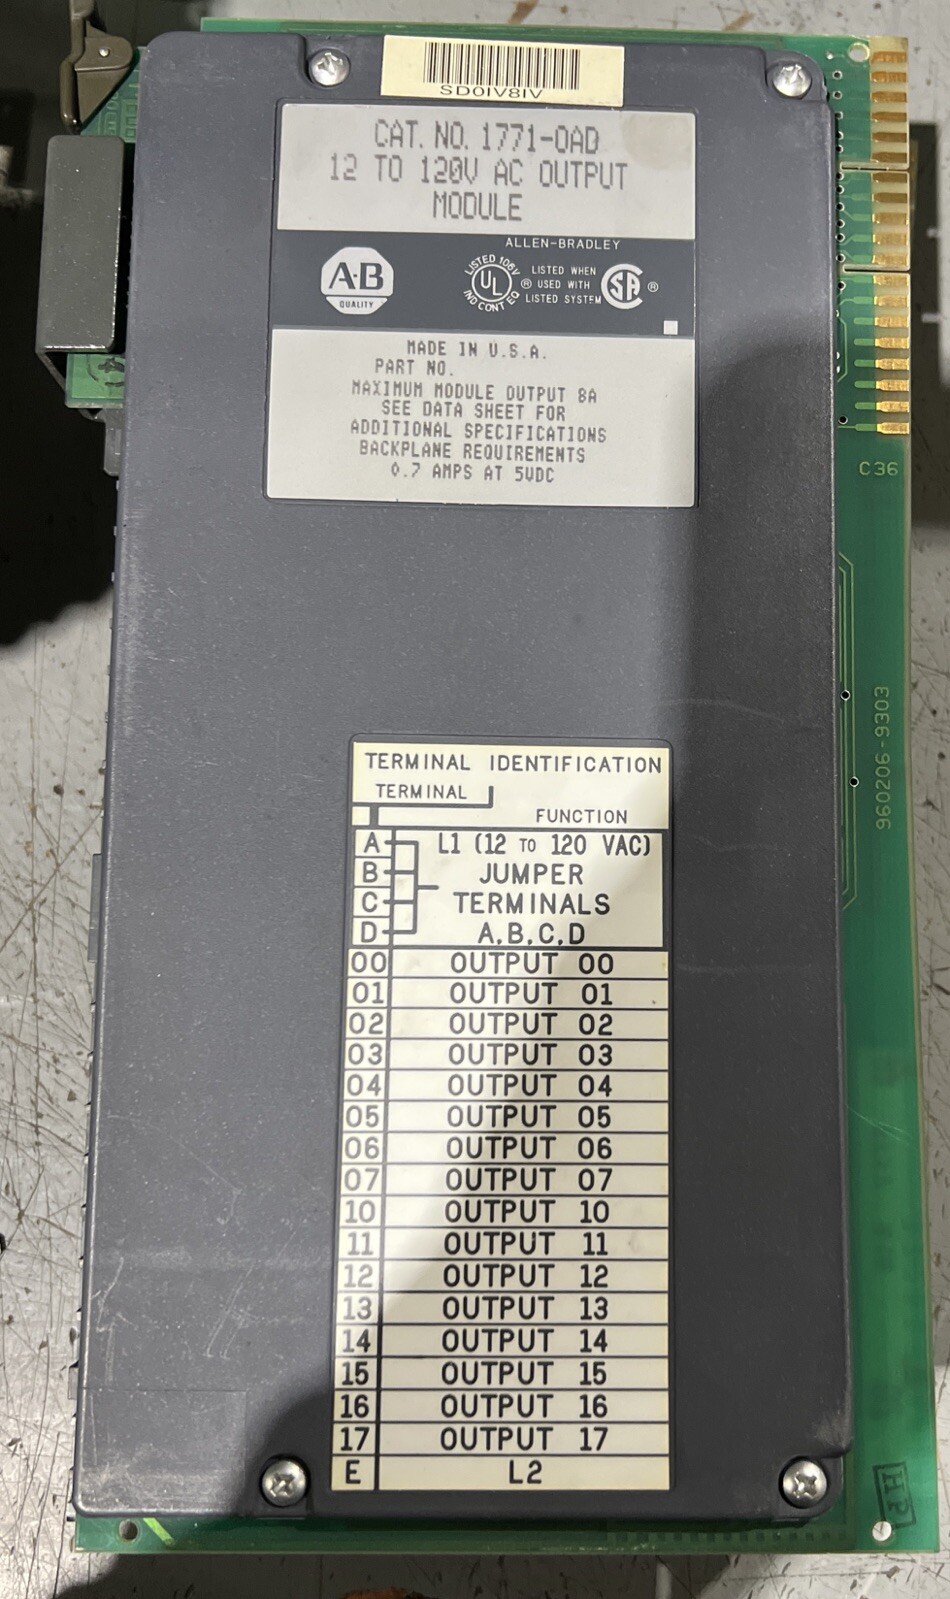 SD0IV8IV
CAT. NO. 1771-OAD
12 TO 120V AC OUTPUT
MODULE
ALLEN-BRADLEY
A·B
QUALITY
LISTED 106V
UL
IND CONT EQ
®
LISTED WHEN
USED WITH
LISTED SYSTEM
SA
®
MADE IN U.S.A.
PART NO.
MAXIMUM MODULE OUTPUT 8A
SEE DATA SHEET FOR
ADDITIONAL SPECIFICATIONS
BACKPLANE REQUIREMENTS
0.7 AMPS AT 5VDC
C36
960206-9303
TERMINAL IDENTIFICATION
TERMINAL
FUNCTION
A L1 (12 TO 120 VAC)
B JUMPER
C TERMINALS
D A,B,C,D
00 OUTPUT 00
01 OUTPUT 01
02 OUTPUT 02
03 OUTPUT 03
04 OUTPUT 04
05 OUTPUT 05
06 OUTPUT 06
07 OUTPUT 07
10 OUTPUT 10
11 OUTPUT 11
12 OUTPUT 12
13 OUTPUT 13
14 OUTPUT 14
15 OUTPUT 15
16 OUTPUT 16
17 OUTPUT 17
E L2
HP